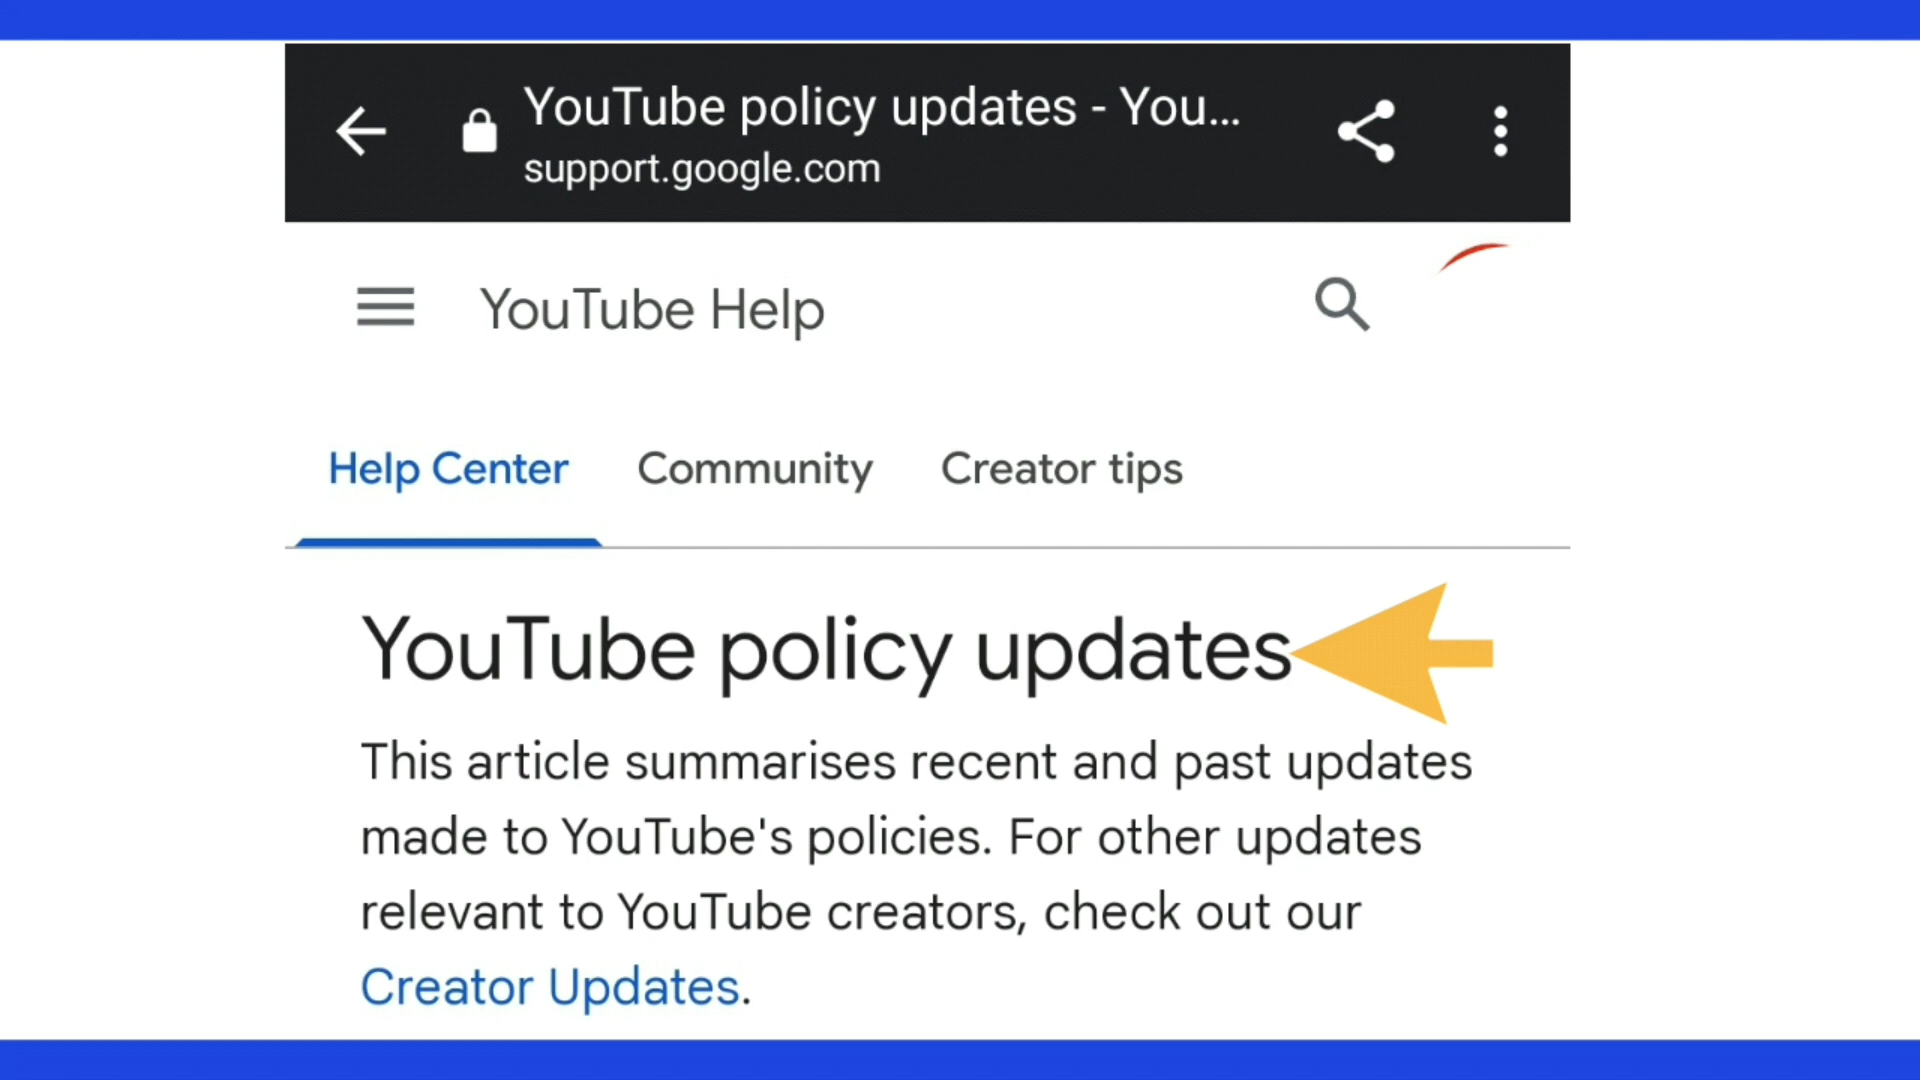 YouTube policy updates - You...
support.google.com
YouTube Help
Help Center Community Creator tips
YouTube policy updates
This article summarises recent and past updates
made to YouTube's policies. For other updates
relevant to YouTube creators, check out our
Creator Updates.